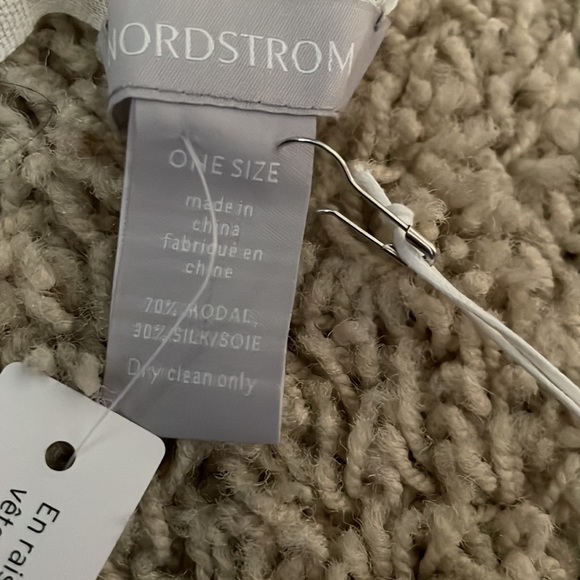 NORDSTROM
ONE SIZE
made in
china
fabriqué en
chine
70% MODAL,
30% SILK/SOIE
Dry clean only
En rais
vête